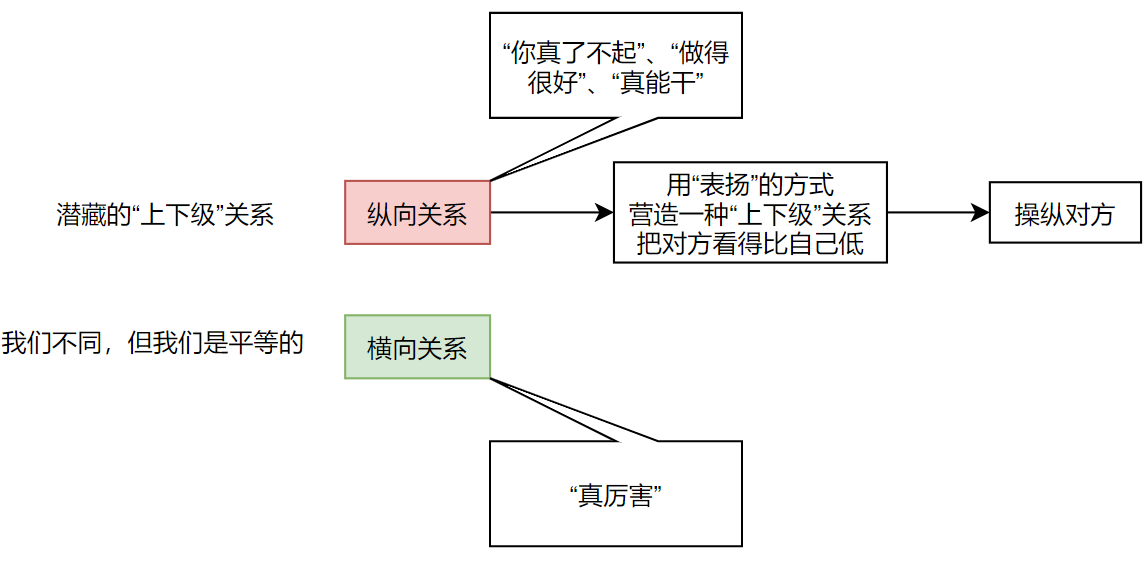 “你真了不起”、“做得
很好”、“真能干”
潜藏的“上下级”关系
纵向关系
用“表扬”的方式
营造一种“上下级”关系
把对方看得比自己低
操纵对方
我们不同，但我们是平等的
横向关系
“真厉害”